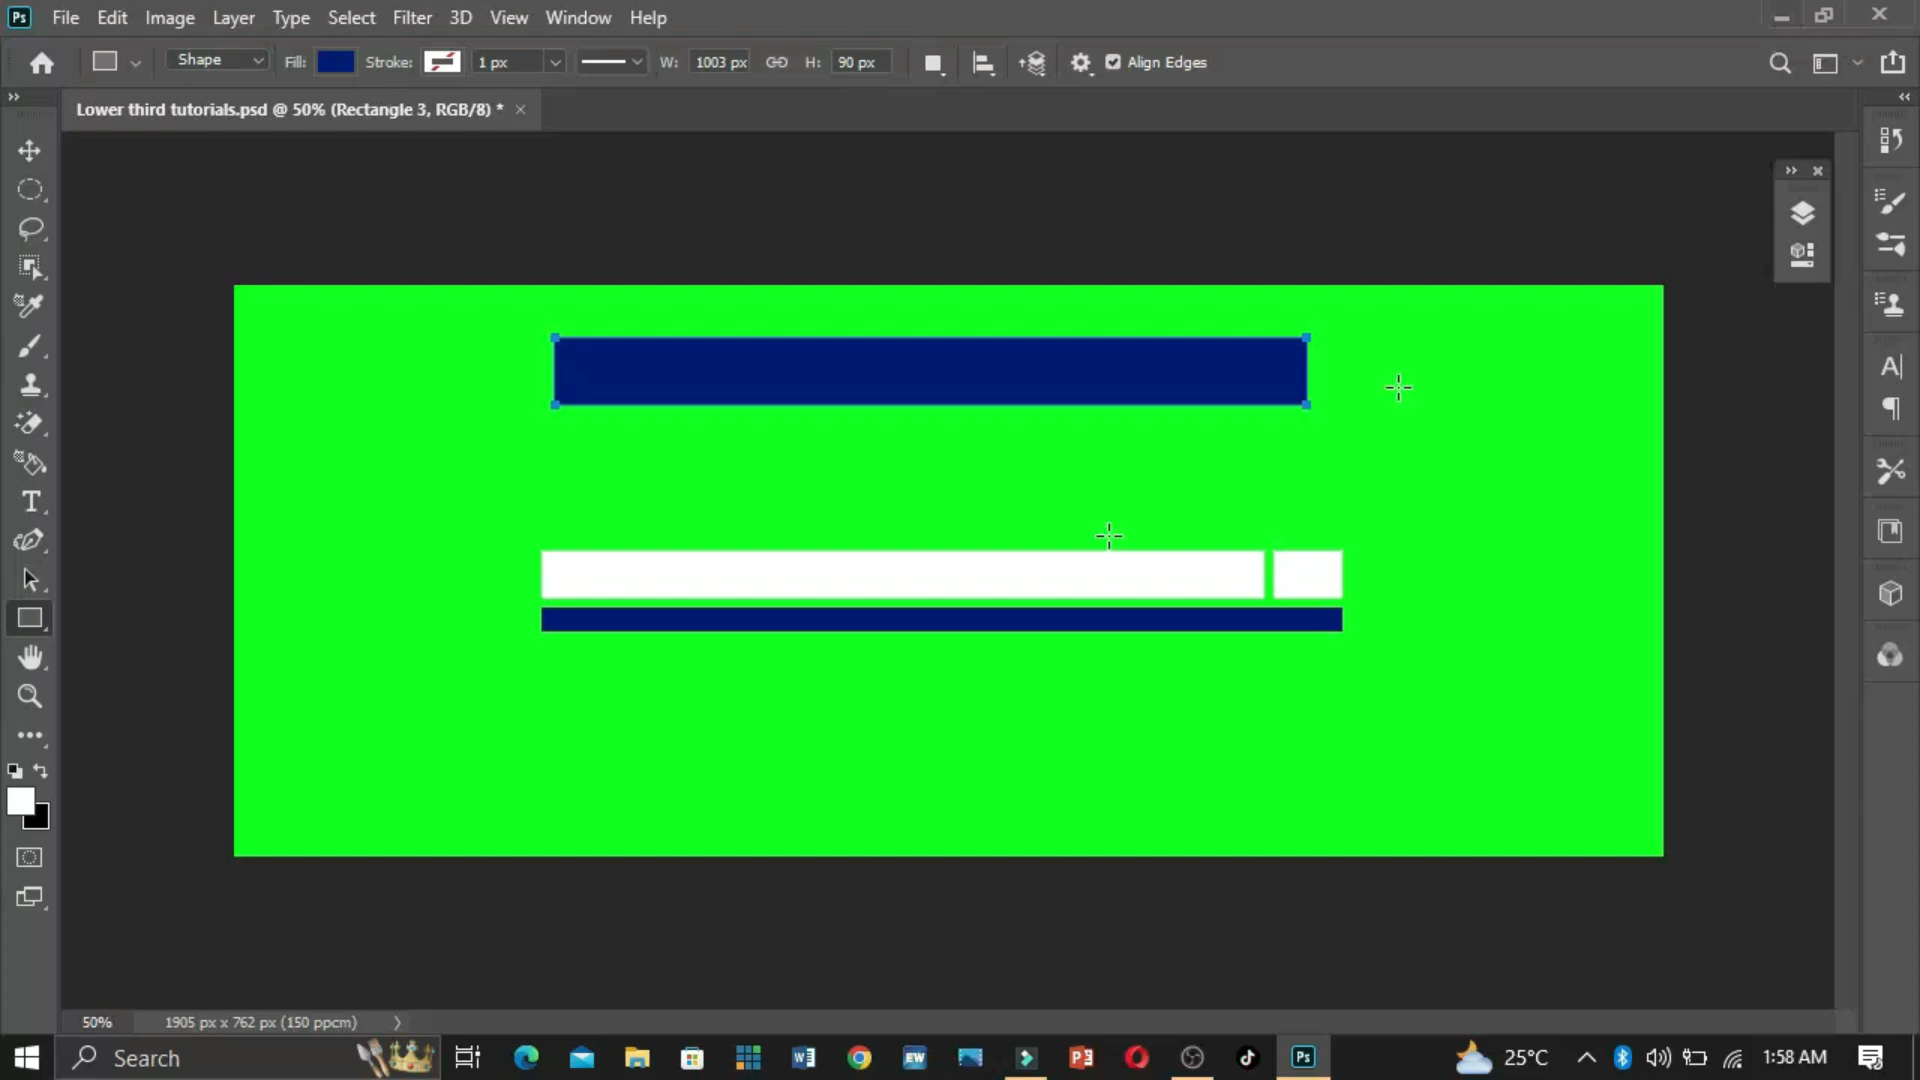 Ps File Edit Image Layer Type Select Filter 3D View Window Help
Shape Fill: Stroke: 1 px W: 1003 px H: 90 px Align Edges
Lower third tutorials.psd @ 50% (Rectangle 3, RGB/8) *
50% 1905 px x 762 px (150 ppcm)
Search EW Ps 25°C 1:58 AM